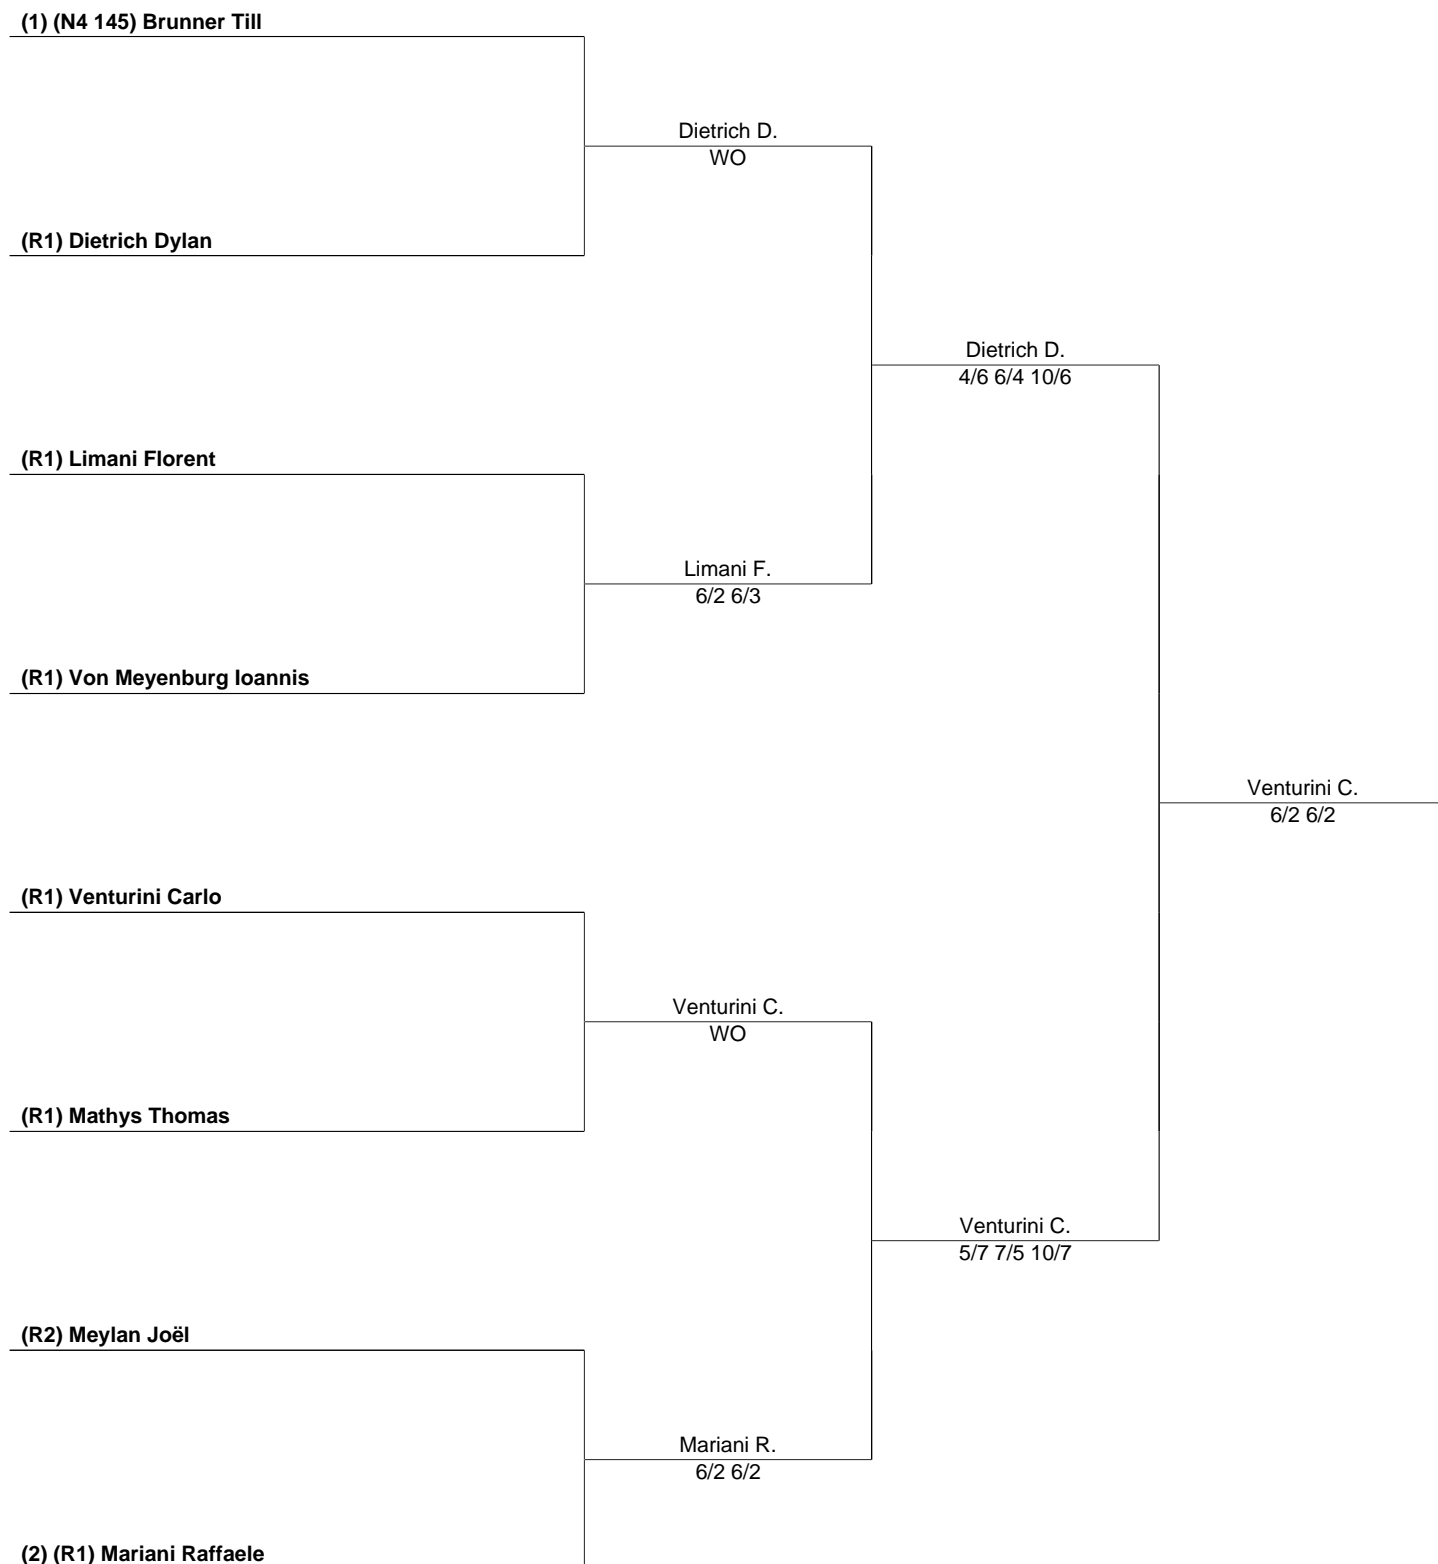 (1) (N4 145) Brunner Till
Dietrich D.
WO
(R1) Dietrich Dylan
Dietrich D.
4/6 6/4 10/6
(R1) Limani Florent
Limani F.
6/2 6/3
(R1) Von Meyenburg Ioannis
Venturini C.
6/2 6/2
(R1) Venturini Carlo
Venturini C.
WO
(R1) Mathys Thomas
Venturini C.
5/7 7/5 10/7
(R2) Meylan Joël
Mariani R.
6/2 6/2
(2) (R1) Mariani Raffaele